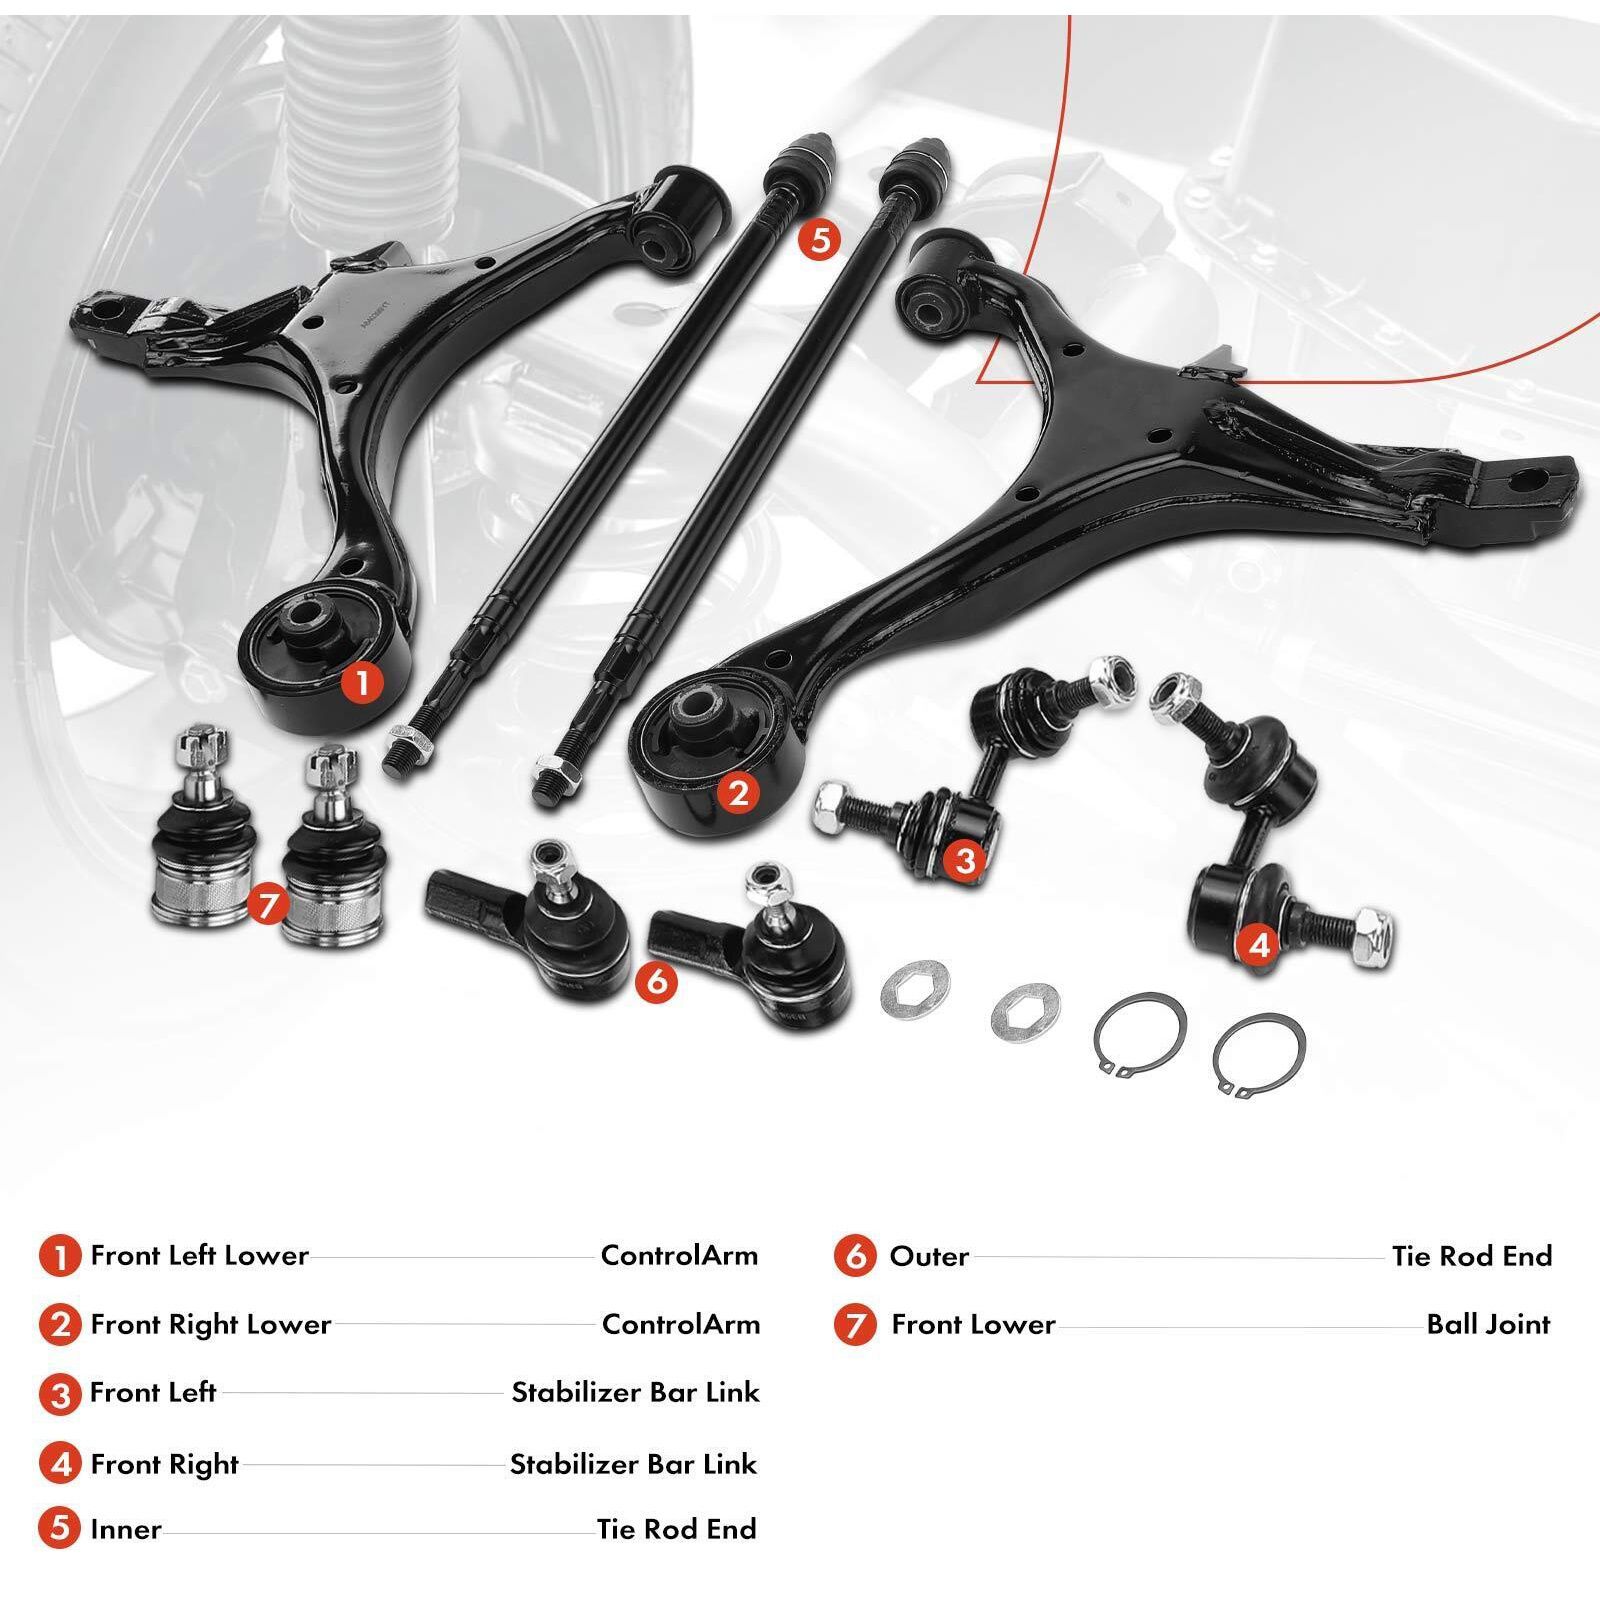 5
1
2
3
7
4
6
1 Front Left Lower ControlArm
2 Front Right Lower ControlArm
3 Front Left Stabilizer Bar Link
4 Front Right Stabilizer Bar Link
5 Inner Tie Rod End
6 Outer Tie Rod End
7 Front Lower Ball Joint